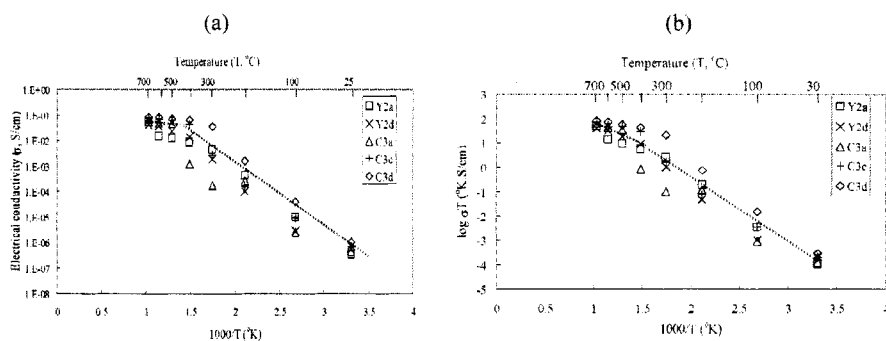 (a)
Temperature (T, °C)
700 500 300 100 25
1.E+00
1.E-01
1.E-02
1.E-03
1.E-04
1.E-05
1.E-06
1.E-07
1.E-08
Electrical conductivity (σ, S/cm)
Y2a
Y2d
C3a
C3c
C3d
0 0.5 1 1.5 2 2.5 3 3.5 4
1000/T (°K)
(b)
Temperature (T, °C)
700 500 300 100 30
3
2
1
0
-1
-2
-3
-4
-5
log σT (°K.S/cm)
Y2a
Y2d
C3a
C3c
C3d
0 0.5 1 1.5 2 2.5 3 3.5 4
1000/T (°K)